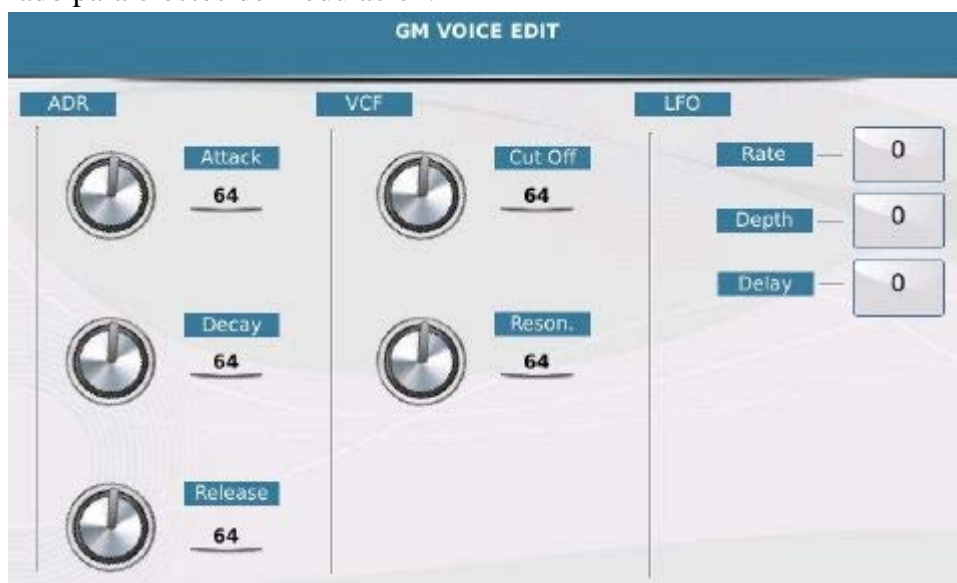 GM VOICE EDIT
ADR
Attack
64
Decay
64
Release
64
VCF
Cut Off
64
Reson.
64
LFO
Rate
0
Depth
0
Delay
0